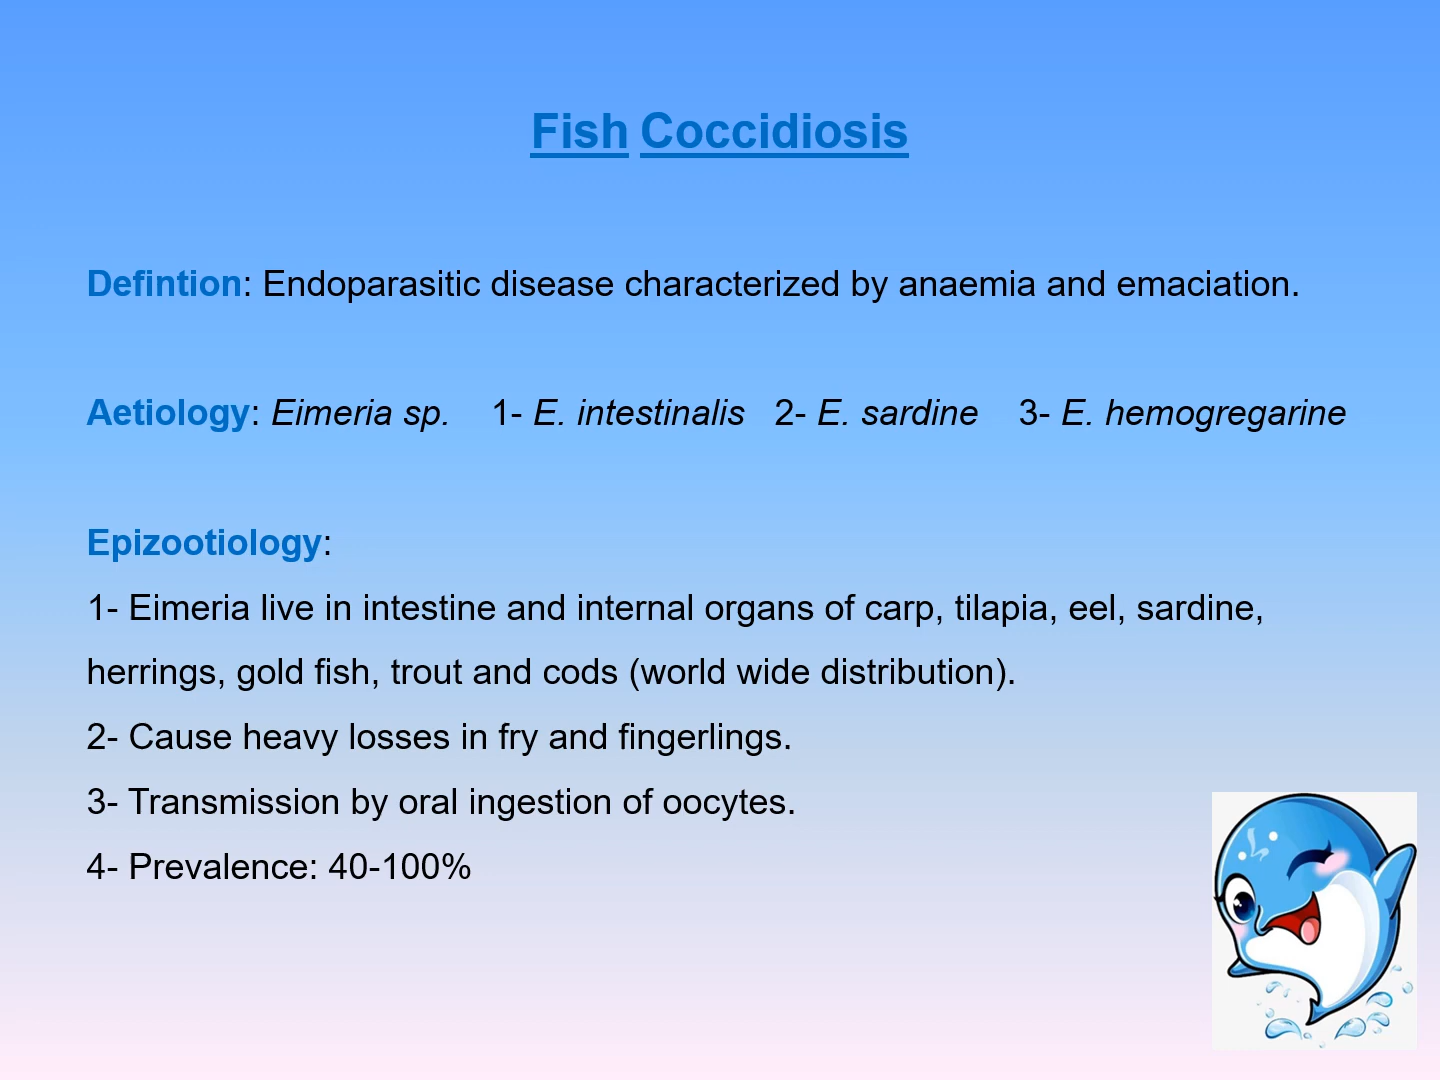 Fish Coccidiosis
Defintion: Endoparasitic disease characterized by anaemia and emaciation.
Aetiology: Eimeria sp. 1- E. intestinalis 2- E. sardine 3- E. hemogregarine
Epizootiology:
1- Eimeria live in intestine and internal organs of carp, tilapia, eel, sardine,
herrings, gold fish, trout and cods (world wide distribution).
2- Cause heavy losses in fry and fingerlings.
3- Transmission by oral ingestion of oocytes.
4- Prevalence: 40-100%